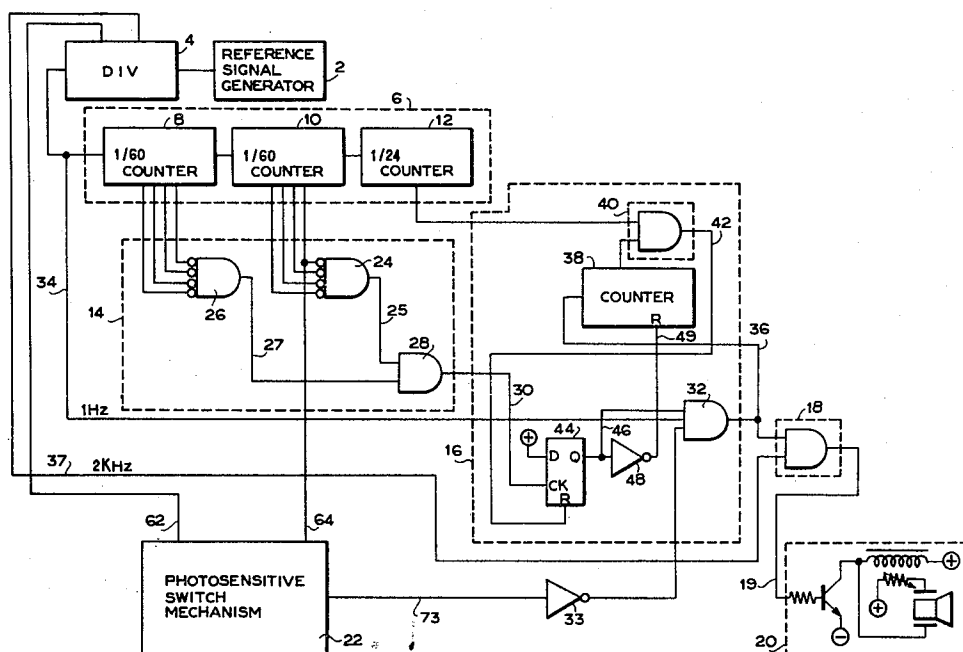 4
DIV
REFERENCE
SIGNAL
GENERATOR
2
6
8
10
12
1/60
COUNTER
1/60
COUNTER
1/24
COUNTER
40
42
38
COUNTER
R
49
36
34
14
26
24
25
27
28
30
32
18
1Hz
16
44
46
D Q
CK
R
48
37
2KHz
62
64
PHOTOSENSITIVE
SWITCH
MECHANISM
22
73
33
19
20